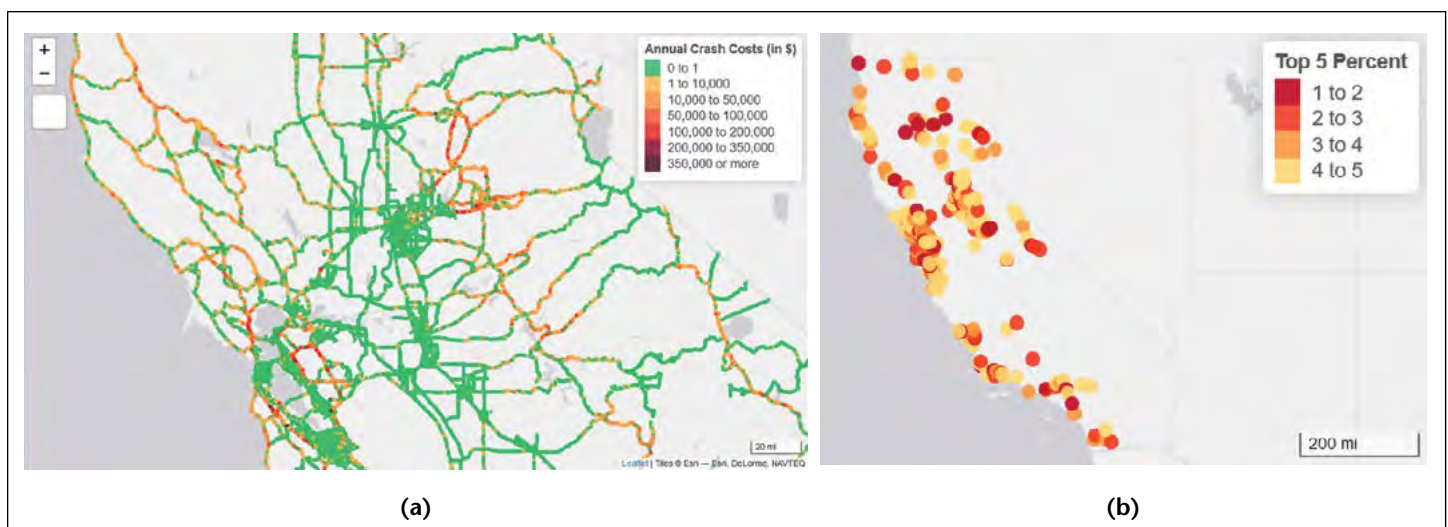 +
−
Annual Crash Costs (in $)
0 to 1
1 to 10,000
10,000 to 50,000
50,000 to 100,000
100,000 to 200,000
200,000 to 350,000
350,000 or more
20 mi
Leaflet | Tiles © Esri — Esri, DeLorme, NAVTEQ
(a)
Top 5 Percent
1 to 2
2 to 3
3 to 4
4 to 5
200 mi
(b)